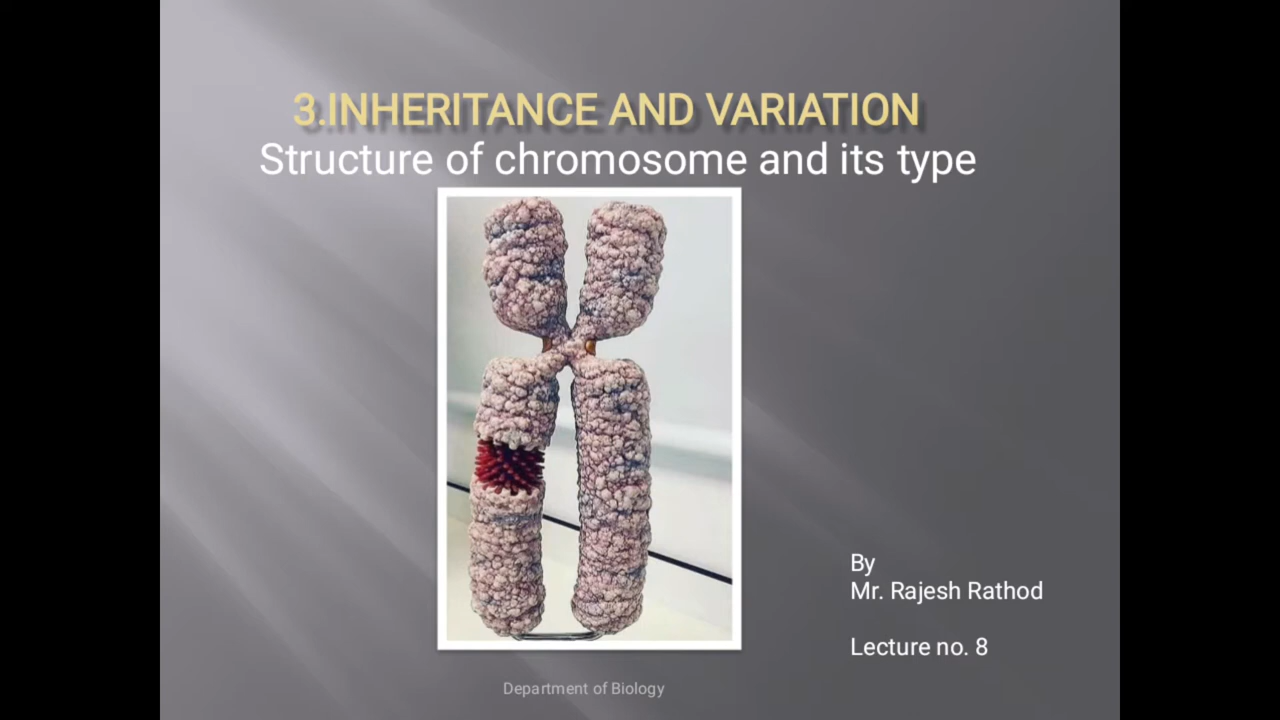 3.INHERITANCE AND VARIATION
Structure of chromosome and its type
By
Mr. Rajesh Rathod
Lecture no. 8
Department of Biology